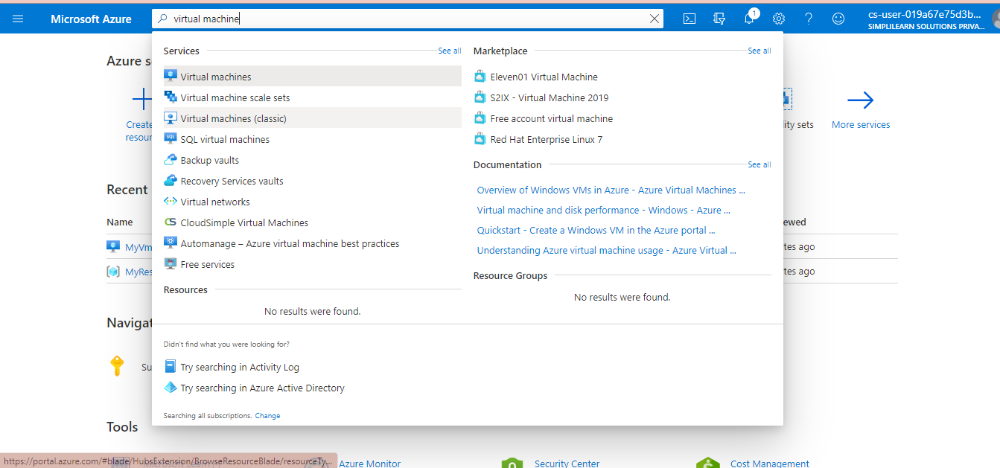 Microsoft Azure
virtual machine
1
cs-user-019a67e75d3b...
SIMPLILEARN SOLUTIONS PRIVA...
Services
See all
Virtual machines
Virtual machine scale sets
Virtual machines (classic)
SQL virtual machines
Backup vaults
Recovery Services vaults
Virtual networks
CloudSimple Virtual Machines
Automanage – Azure virtual machine best practices
Free services
Resources
No results were found.
Marketplace
See all
Eleven01 Virtual Machine
S2IX - Virtual Machine 2019
Free account virtual machine
Red Hat Enterprise Linux 7
Documentation
See all
Overview of Windows VMs in Azure - Azure Virtual Machines ...
Virtual machine and disk performance - Windows - Azure ...
Quickstart - Create a Windows VM in the Azure portal ...
Understanding Azure virtual machine usage - Azure Virtual ...
Resource Groups
No results were found.
Didn't find what you were looking for?
Try searching in Activity Log
Try searching in Azure Active Directory
Searching all subscriptions. Change
Azure s
Create
resour
ity sets
More services
Recent
Name
ewed
MyVm
tes ago
MyRes
tes ago
Navigat
Su
Tools
https://portal.azure.com/#blade/HubsExtension/BrowseResourceBlade/resourceTy...
Azure Monitor
Security Center
Cost Management